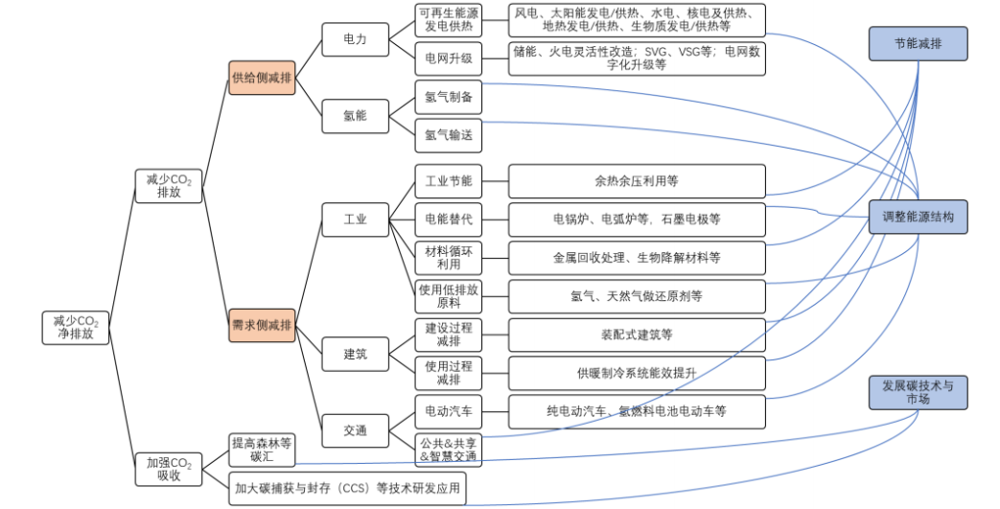 可再生能源
发电供热
风电、太阳能发电/供热、水电、核电及供热、
地热发电/供热、生物质发电/供热等
节能减排
电力
电网升级
储能、火电灵活性改造；SVG、VSG等；电网数
字化升级等
供给侧减排
氢气制备
氢能
氢气输送
减少CO₂
排放
工业节能
余热余压利用等
工业
电能替代
电锅炉、电弧炉等，石墨电极等
调整能源结构
材料循环
利用
金属回收处理、生物降解材料等
使用低排放
原料
氢气、天然气做还原剂等
减少CO₂
净排放
需求侧减排
建设过程
减排
装配式建筑等
建筑
使用过程
减排
供暖制冷系统能效提升
发展碳技术与
市场
电动汽车
纯电动汽车、氢燃料电池电动车等
交通
公共&共享
&智慧交通
提高森林等
碳汇
加强CO₂
吸收
加大碳捕获与封存（CCS）等技术研发应用